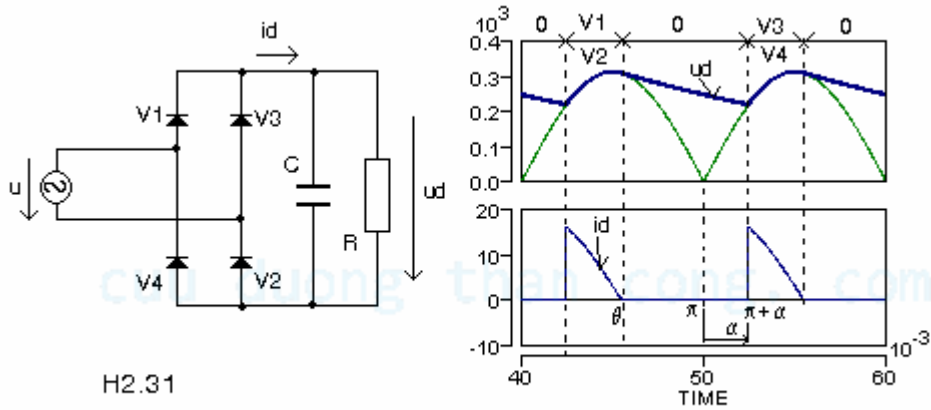 id
V1
V3
u
C
R
ud
V4
V2
H2.31
10^3
0 V1 0 V3 0
V2 V4
0.4
0.3
0.2
0.1
0.0
ud
20
10
0
-10
id
θ
π
π+α
α
10^-3
40 50 60
TIME
cuu duong than cong. com